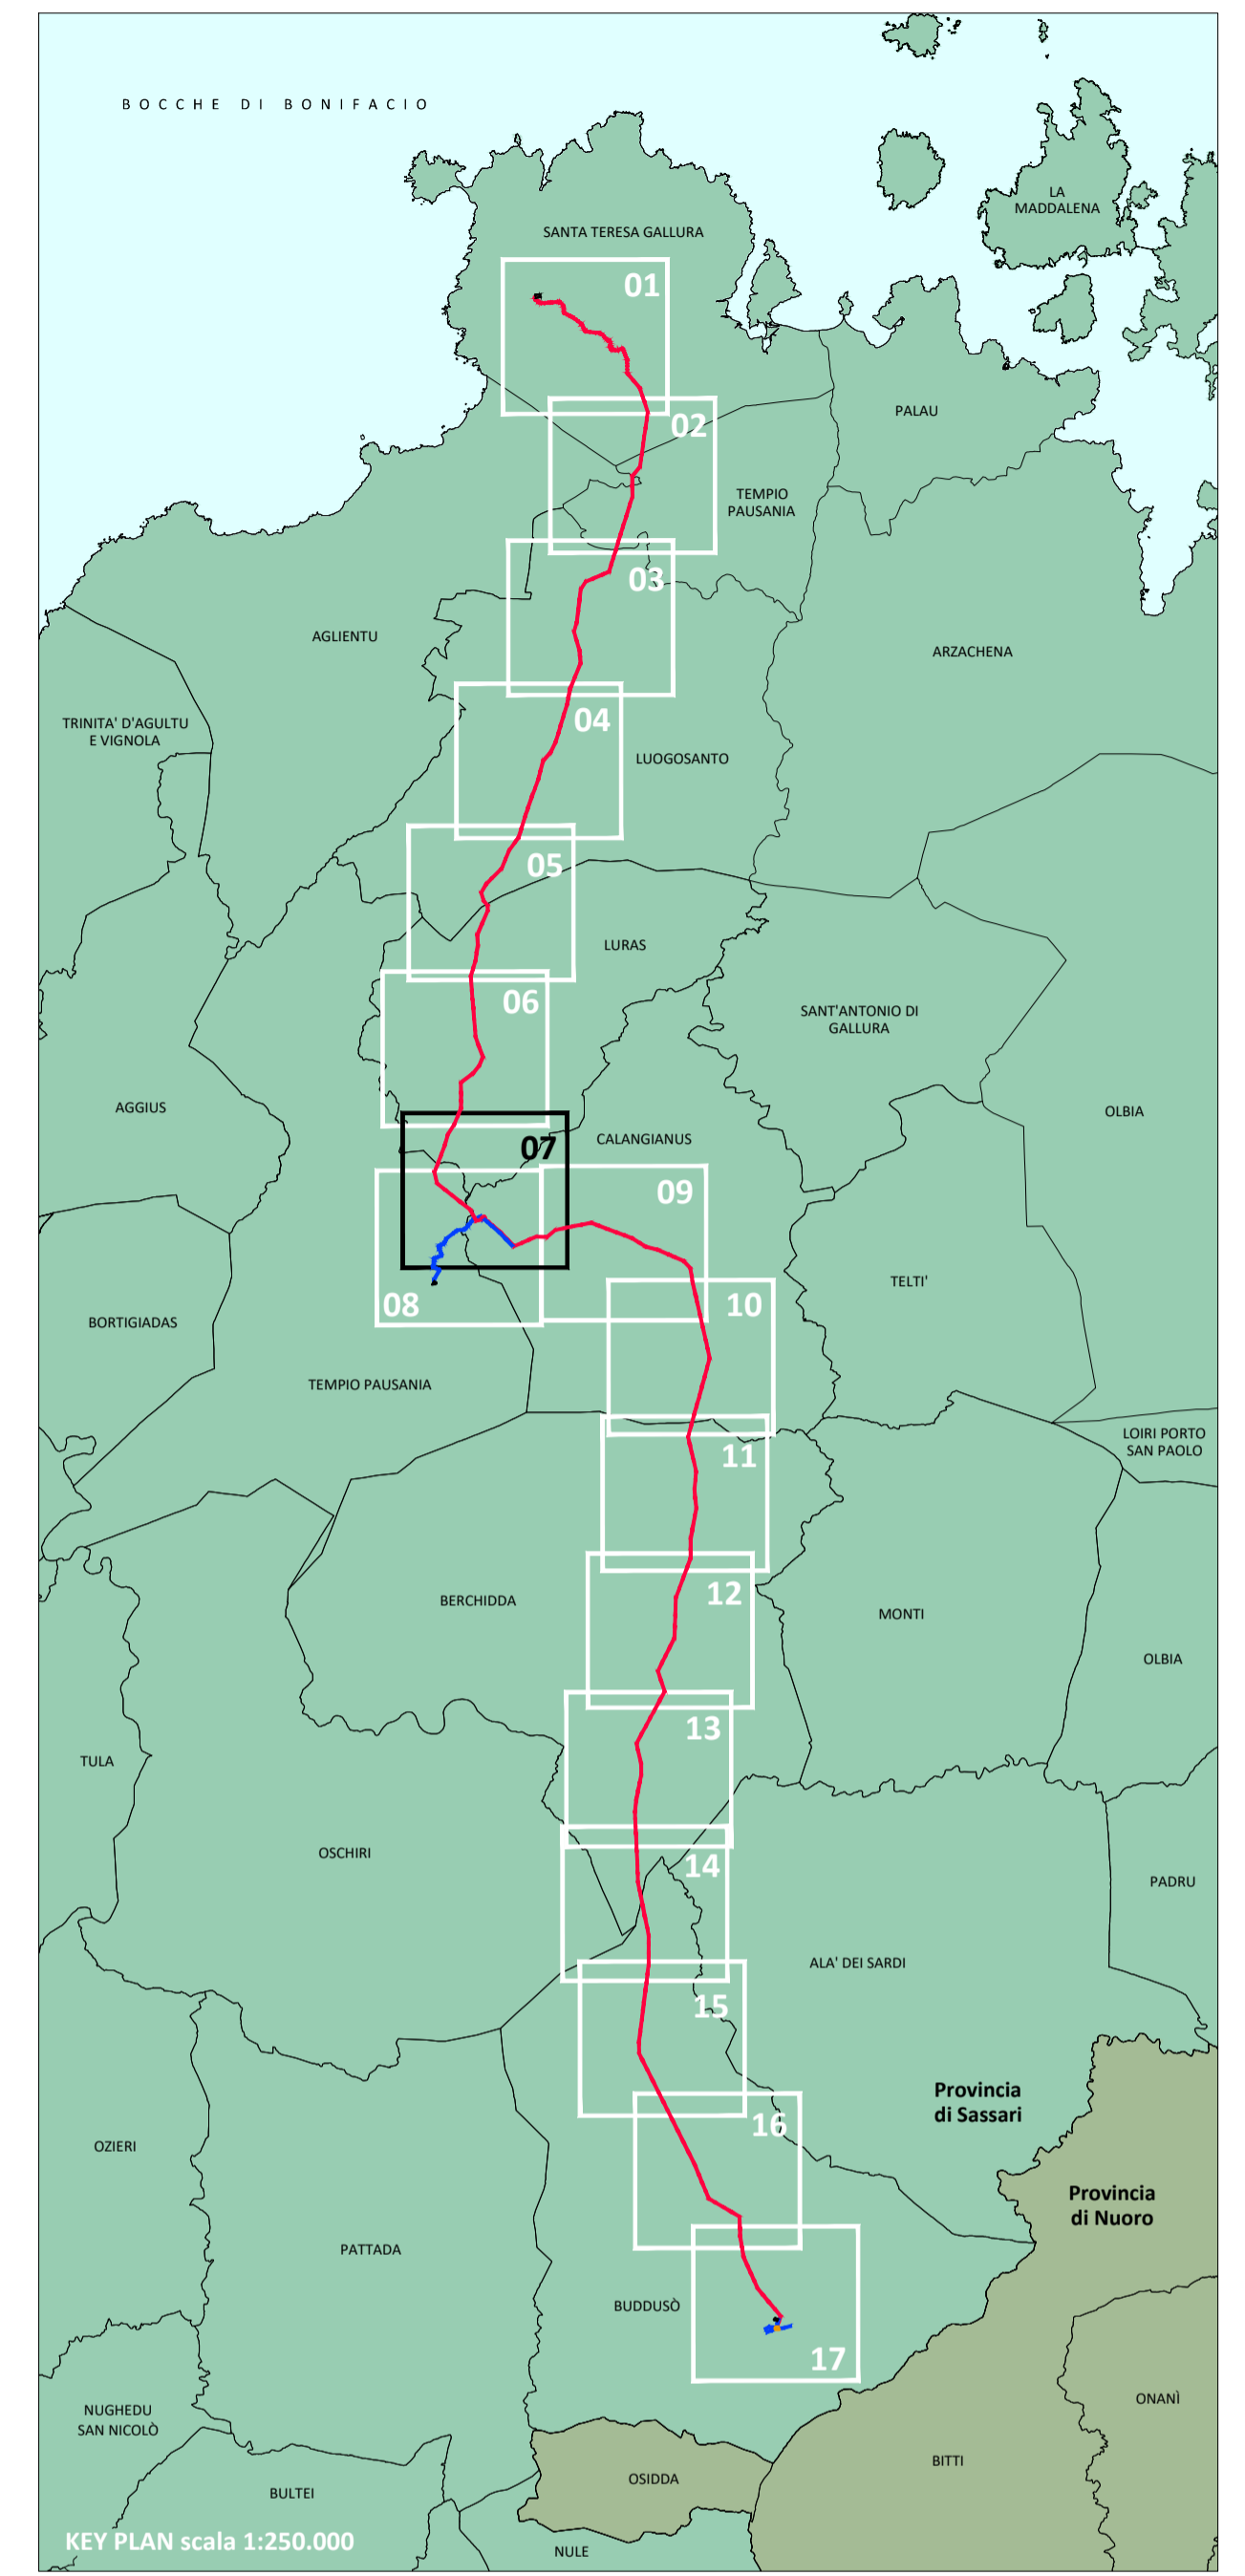 BOCCHE DI BONIFACIO
LA
MADDALENA
SANTA TERESA GALLURA
01
PALAU
02
TEMPIO
PAUSANIA
03
AGLIENTU
ARZACHENA
TRINITA' D'AGULTU
E VIGNOLA
04
LUOGOSANTO
05
LURAS
06
SANT'ANTONIO DI
GALLURA
AGGIUS
OLBIA
CALANGIANUS
07
09
TELTI'
08
10
BORTIGIADAS
TEMPIO PAUSANIA
LOIRI PORTO
SAN PAOLO
11
12
BERCHIDDA
MONTI
OLBIA
13
TULA
OSCHIRI
14
PADRU
ALA' DEI SARDI
15
Provincia
di Sassari
16
OZIERI
Provincia
di Nuoro
PATTADA
BUDDUSÒ
17
ONANÌ
NUGHEDU
SAN NICOLÒ
BITTI
OSIDDA
BULTEI
KEY PLAN scala 1:250.000
NULE